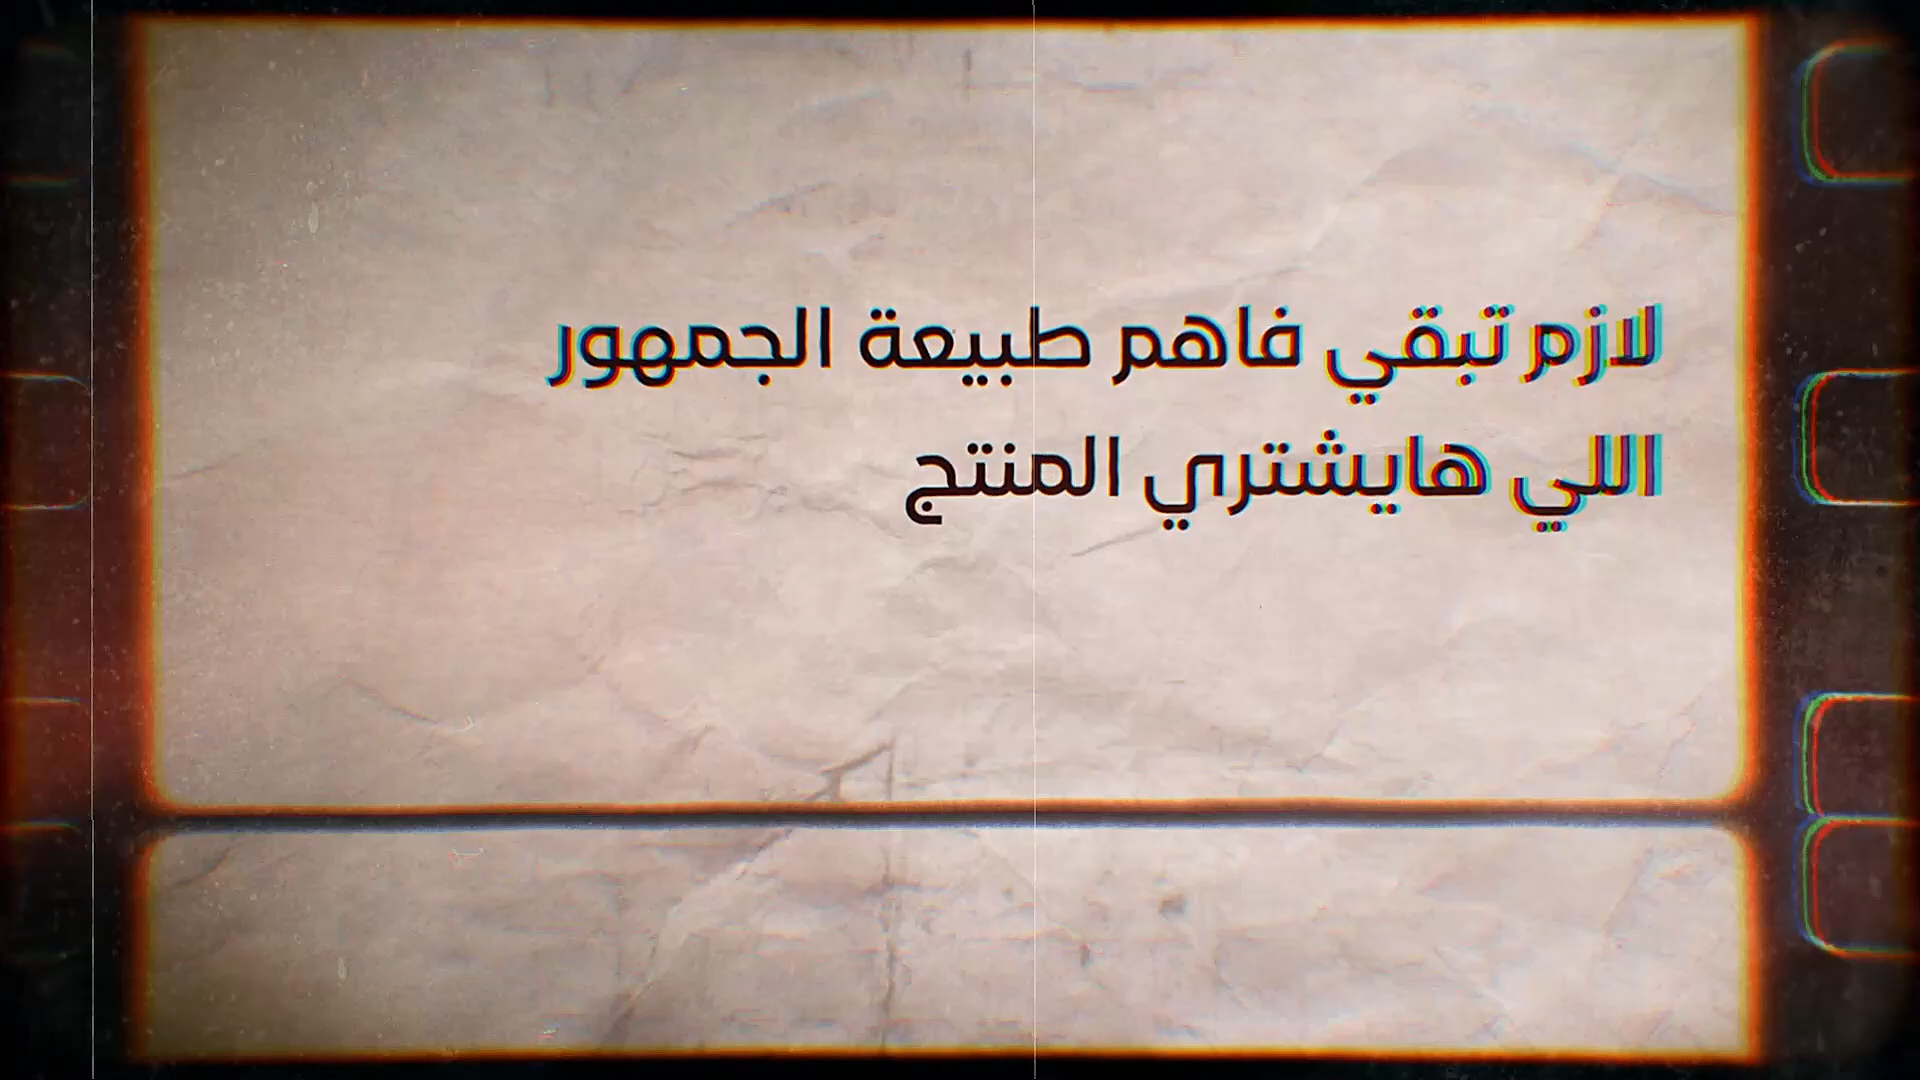 لازم تبقي فاهم طبيعة الجمهور
اللي هايشتري المنتج